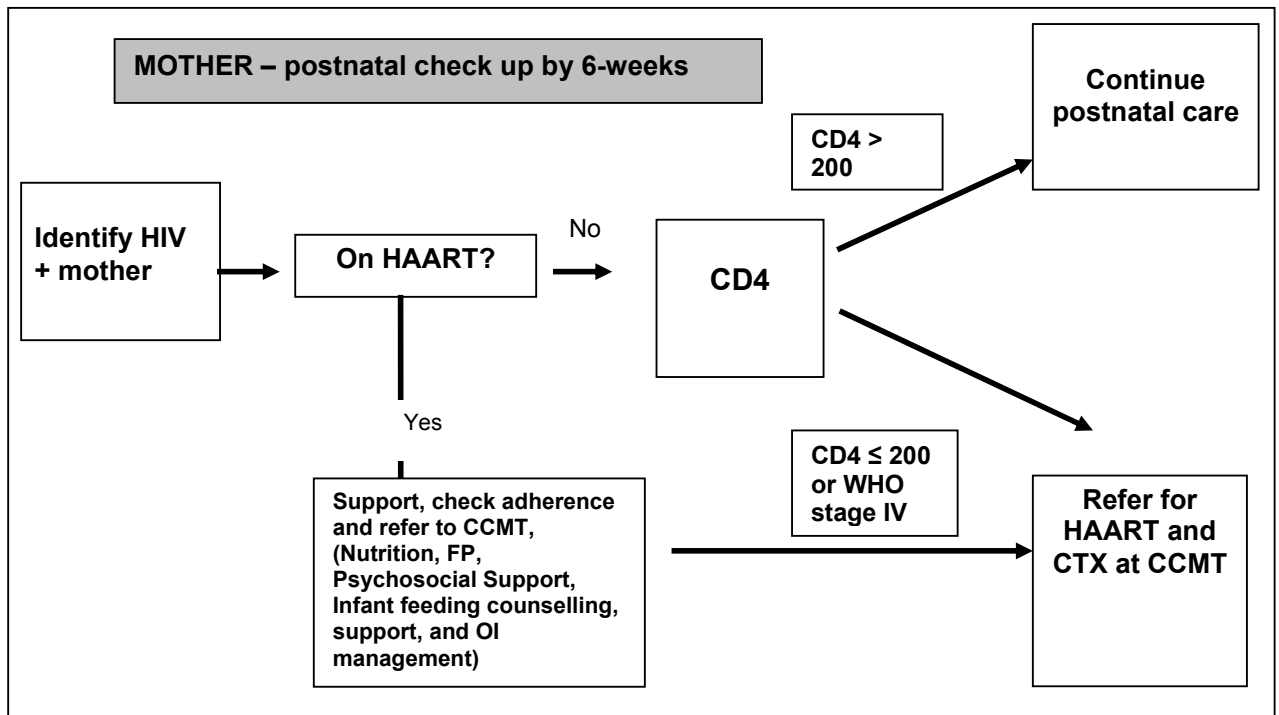 MOTHER – postnatal check up by 6-weeks
Identify HIV
+ mother
On HAART?
No
CD4
CD4 >
200
Continue
postnatal care
Yes
Support, check adherence
and refer to CCMT,
(Nutrition, FP,
Psychosocial Support,
Infant feeding counselling,
support, and OI
management)
CD4 ≤ 200
or WHO
stage IV
Refer for
HAART and
CTX at CCMT